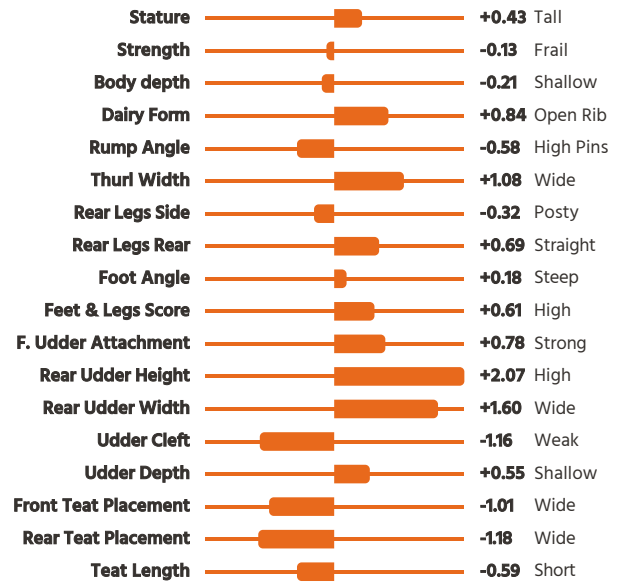 Stature +0.43 Tall
Strength -0.13 Frail
Body depth -0.21 Shallow
Dairy Form +0.84 Open Rib
Rump Angle -0.58 High Pins
Thurl Width +1.08 Wide
Rear Legs Side -0.32 Posty
Rear Legs Rear +0.69 Straight
Foot Angle +0.18 Steep
Feet & Legs Score +0.61 High
F. Udder Attachment +0.78 Strong
Rear Udder Height +2.07 High
Rear Udder Width +1.60 Wide
Udder Cleft -1.16 Weak
Udder Depth +0.55 Shallow
Front Teat Placement -1.01 Wide
Rear Teat Placement -1.18 Wide
Teat Length -0.59 Short